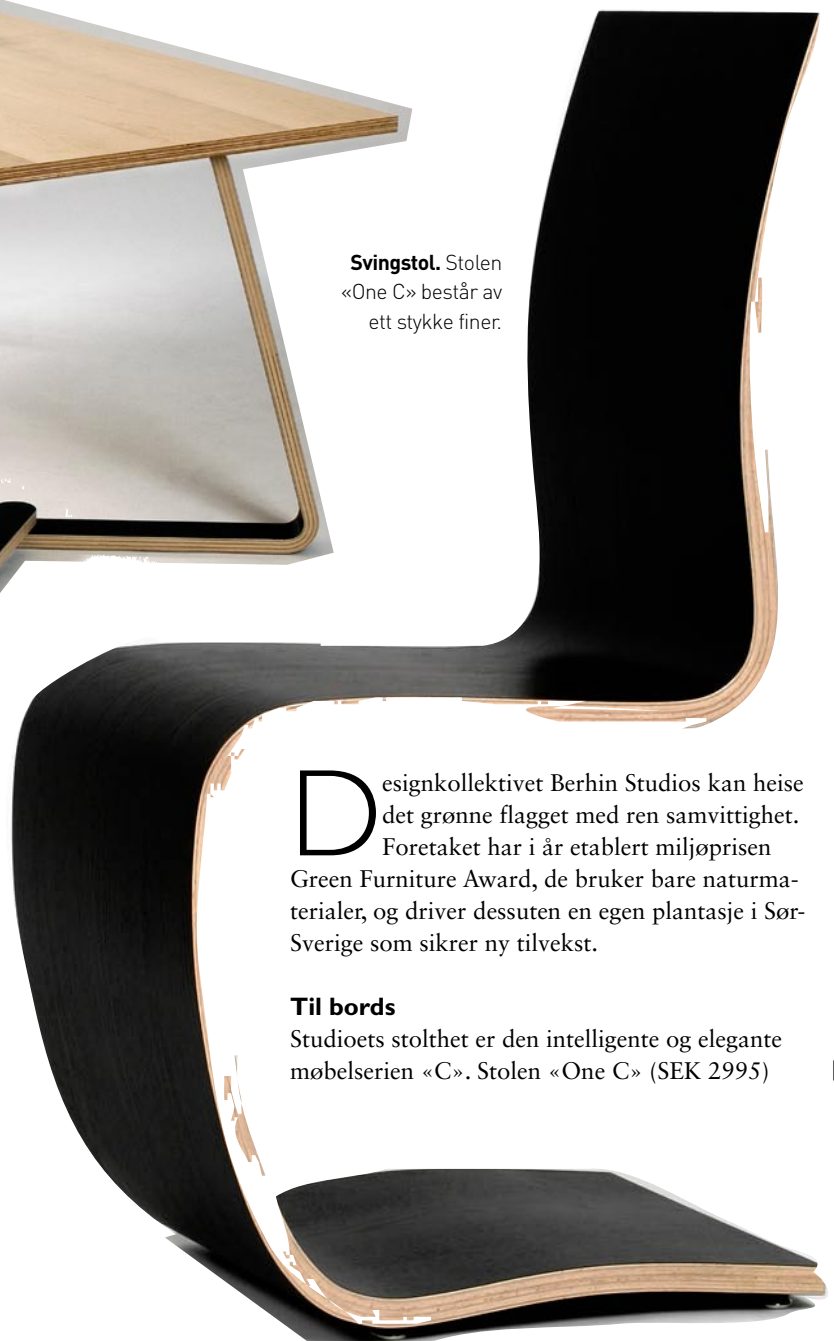 Svingstol. Stolen
«One C» består av
ett stykke finer.
Designkollektivet Berhin Studios kan heise
det grønne flagget med ren samvittighet.
Foretaket har i år etablert miljøprisen
Green Furniture Award, de bruker bare naturma-
terialer, og driver dessuten en egen plantasje i Sør-
Sverige som sikrer ny tilvekst.
Til bords
Studioets stolthet er den intelligente og elegante
møbelserien «C». Stolen «One C» (SEK 2995)